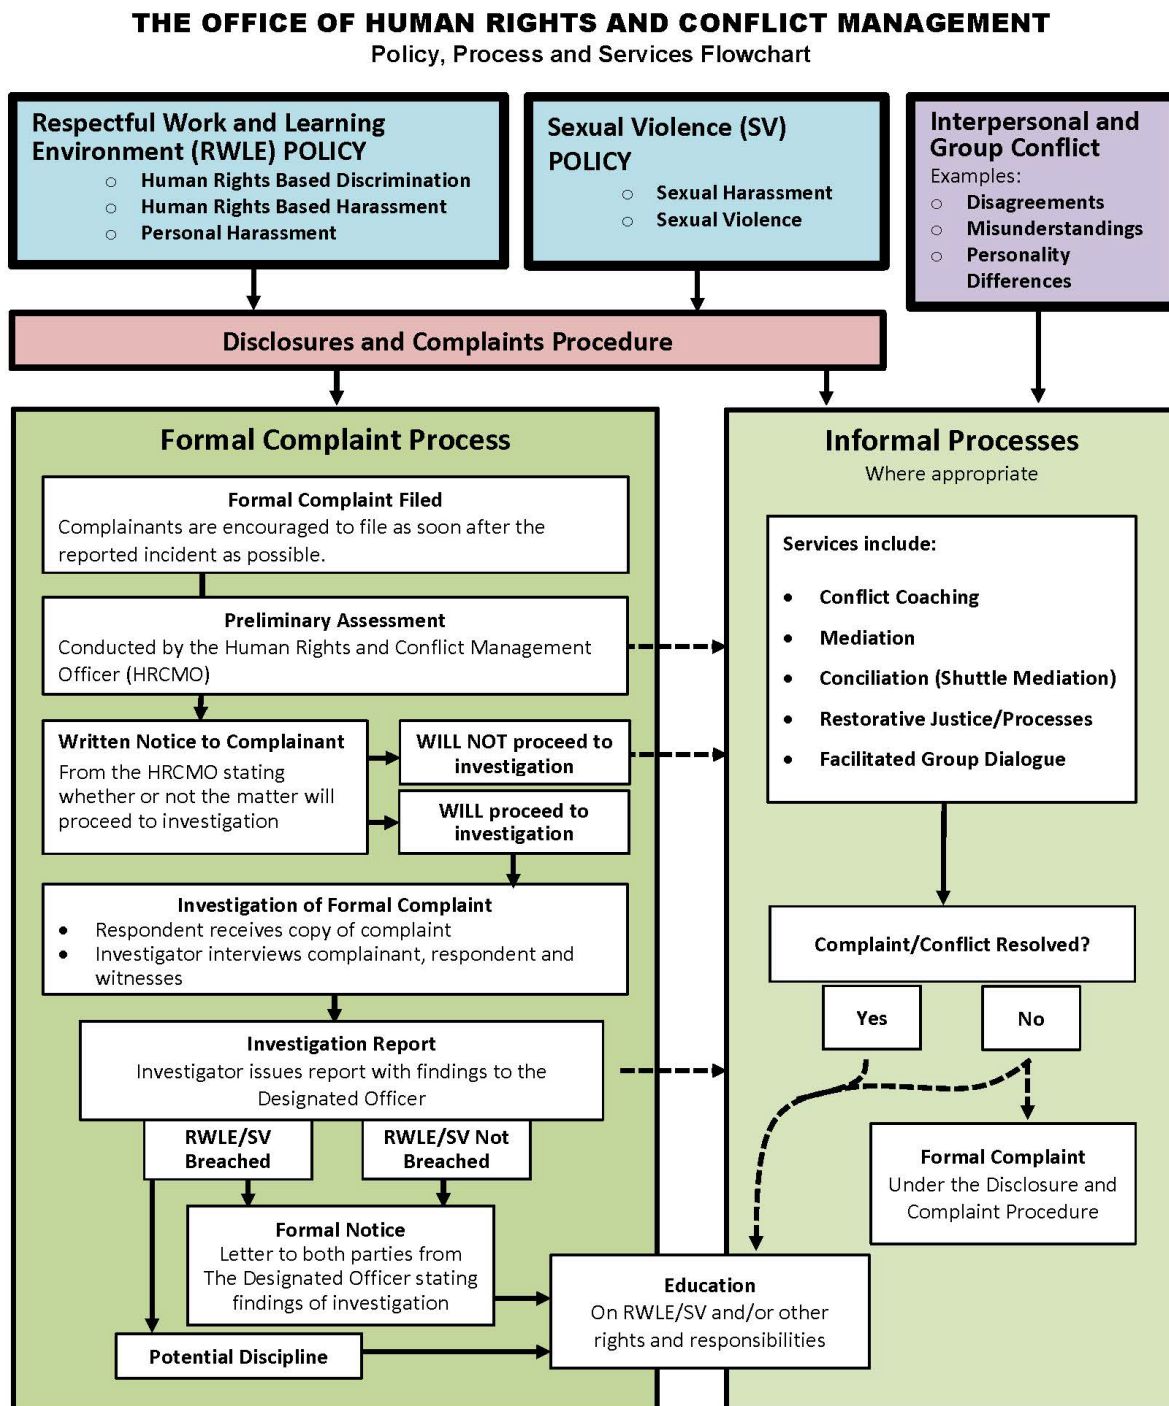 THE OFFICE OF HUMAN RIGHTS AND CONFLICT MANAGEMENT
Policy, Process and Services Flowchart
Respectful Work and Learning
Environment (RWLE) POLICY
○ Human Rights Based Discrimination
○ Human Rights Based Harassment
○ Personal Harassment
Sexual Violence (SV)
POLICY
○ Sexual Harassment
○ Sexual Violence
Interpersonal and
Group Conflict
Examples:
○ Disagreements
○ Misunderstandings
○ Personality
Differences
Disclosures and Complaints Procedure
Formal Complaint Process
Formal Complaint Filed
Complainants are encouraged to file as soon after the
reported incident as possible.
Preliminary Assessment
Conducted by the Human Rights and Conflict Management
Officer (HRCMO)
Written Notice to Complainant
From the HRCMO stating
whether or not the matter will
proceed to investigation
WILL NOT proceed to
investigation
WILL proceed to
investigation
Investigation of Formal Complaint
• Respondent receives copy of complaint
• Investigator interviews complainant, respondent and
witnesses
Investigation Report
Investigator issues report with findings to the
Designated Officer
RWLE/SV
Breached
RWLE/SV Not
Breached
Formal Notice
Letter to both parties from
The Designated Officer stating
findings of investigation
Potential Discipline
Informal Processes
Where appropriate
Services include:
• Conflict Coaching
• Mediation
• Conciliation (Shuttle Mediation)
• Restorative Justice/Processes
• Facilitated Group Dialogue
Complaint/Conflict Resolved?
Yes
No
Formal Complaint
Under the Disclosure and
Complaint Procedure
Education
On RWLE/SV and/or other
rights and responsibilities